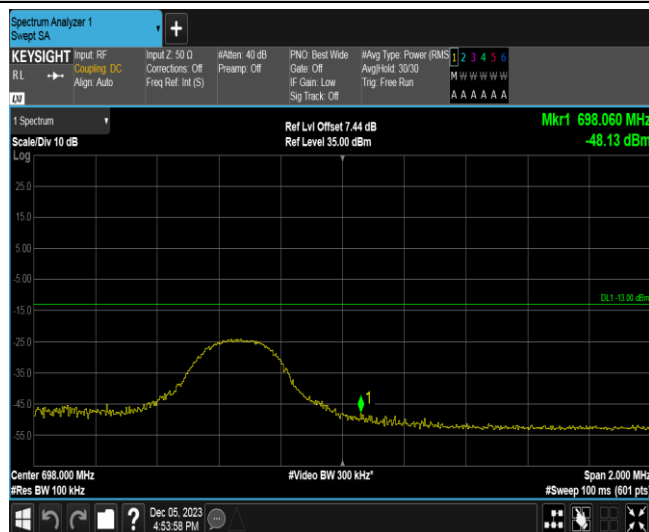 Spectrum Analyzer 1
Swept SA
+
KEYSIGHT Input: RF Input Z: 50 Ω #Atten: 40 dB PNO: Best Wide #Avg Type: Power (RMS 1 2 3 4 5 6
RL Coupling: DC Corrections: Off Preamp: Off Gate: Off Avg|Hold: 30/30 M W W W W W
Align: Auto Freq Ref: Int (S) IF Gain: Low Trig: Free Run
Sig Track: Off A A A A A A
LXI
1 Spectrum Ref Lvl Offset 7.44 dB Mkr1 698.060 MHz
Scale/Div 10 dB Ref Level 35.00 dBm -48.13 dBm
Log
25.0
15.0
5.00
-5.00
DL1 -13.00 dBm
-15.0
-25.0
-35.0
-45.0
1
-55.0
Center 698.000 MHz #Video BW 300 kHz* Span 2.000 MHz
#Res BW 100 kHz #Sweep 100 ms (601 pts)
? Dec 05, 2023
4:53:58 PM